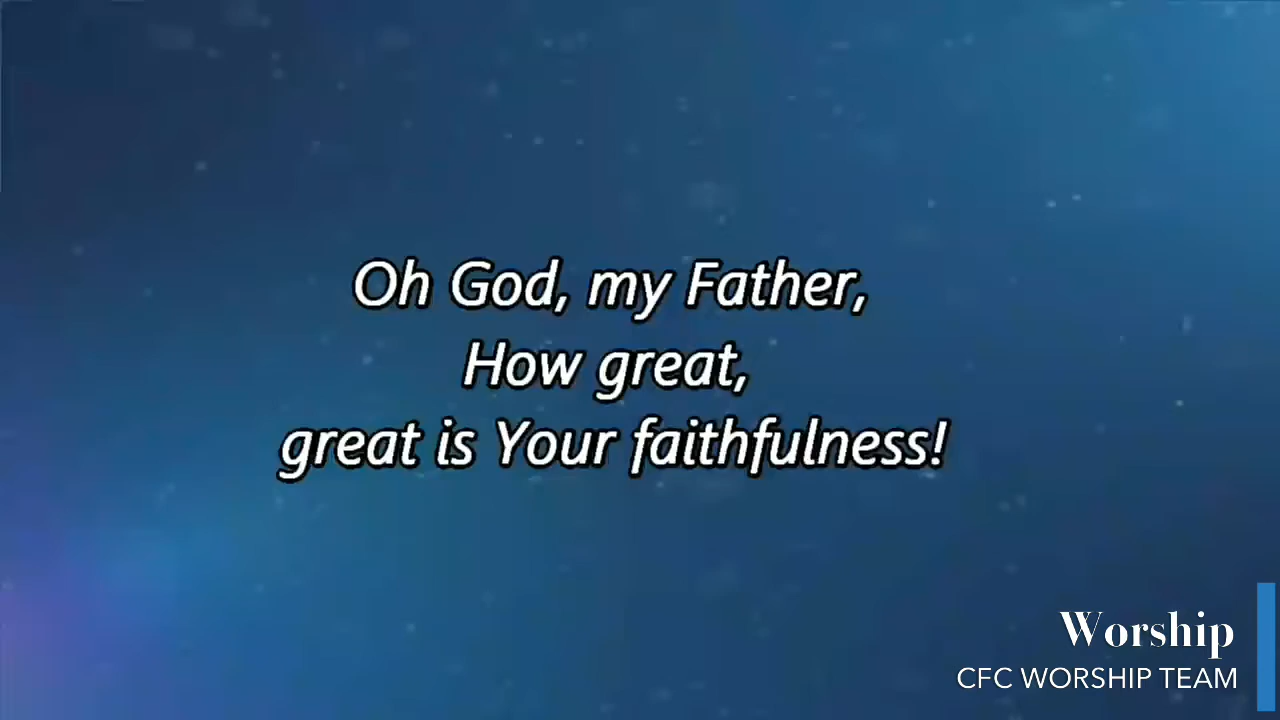 Oh God, my Father,
How great,
great is Your faithfulness!
Worship
CFC WORSHIP TEAM